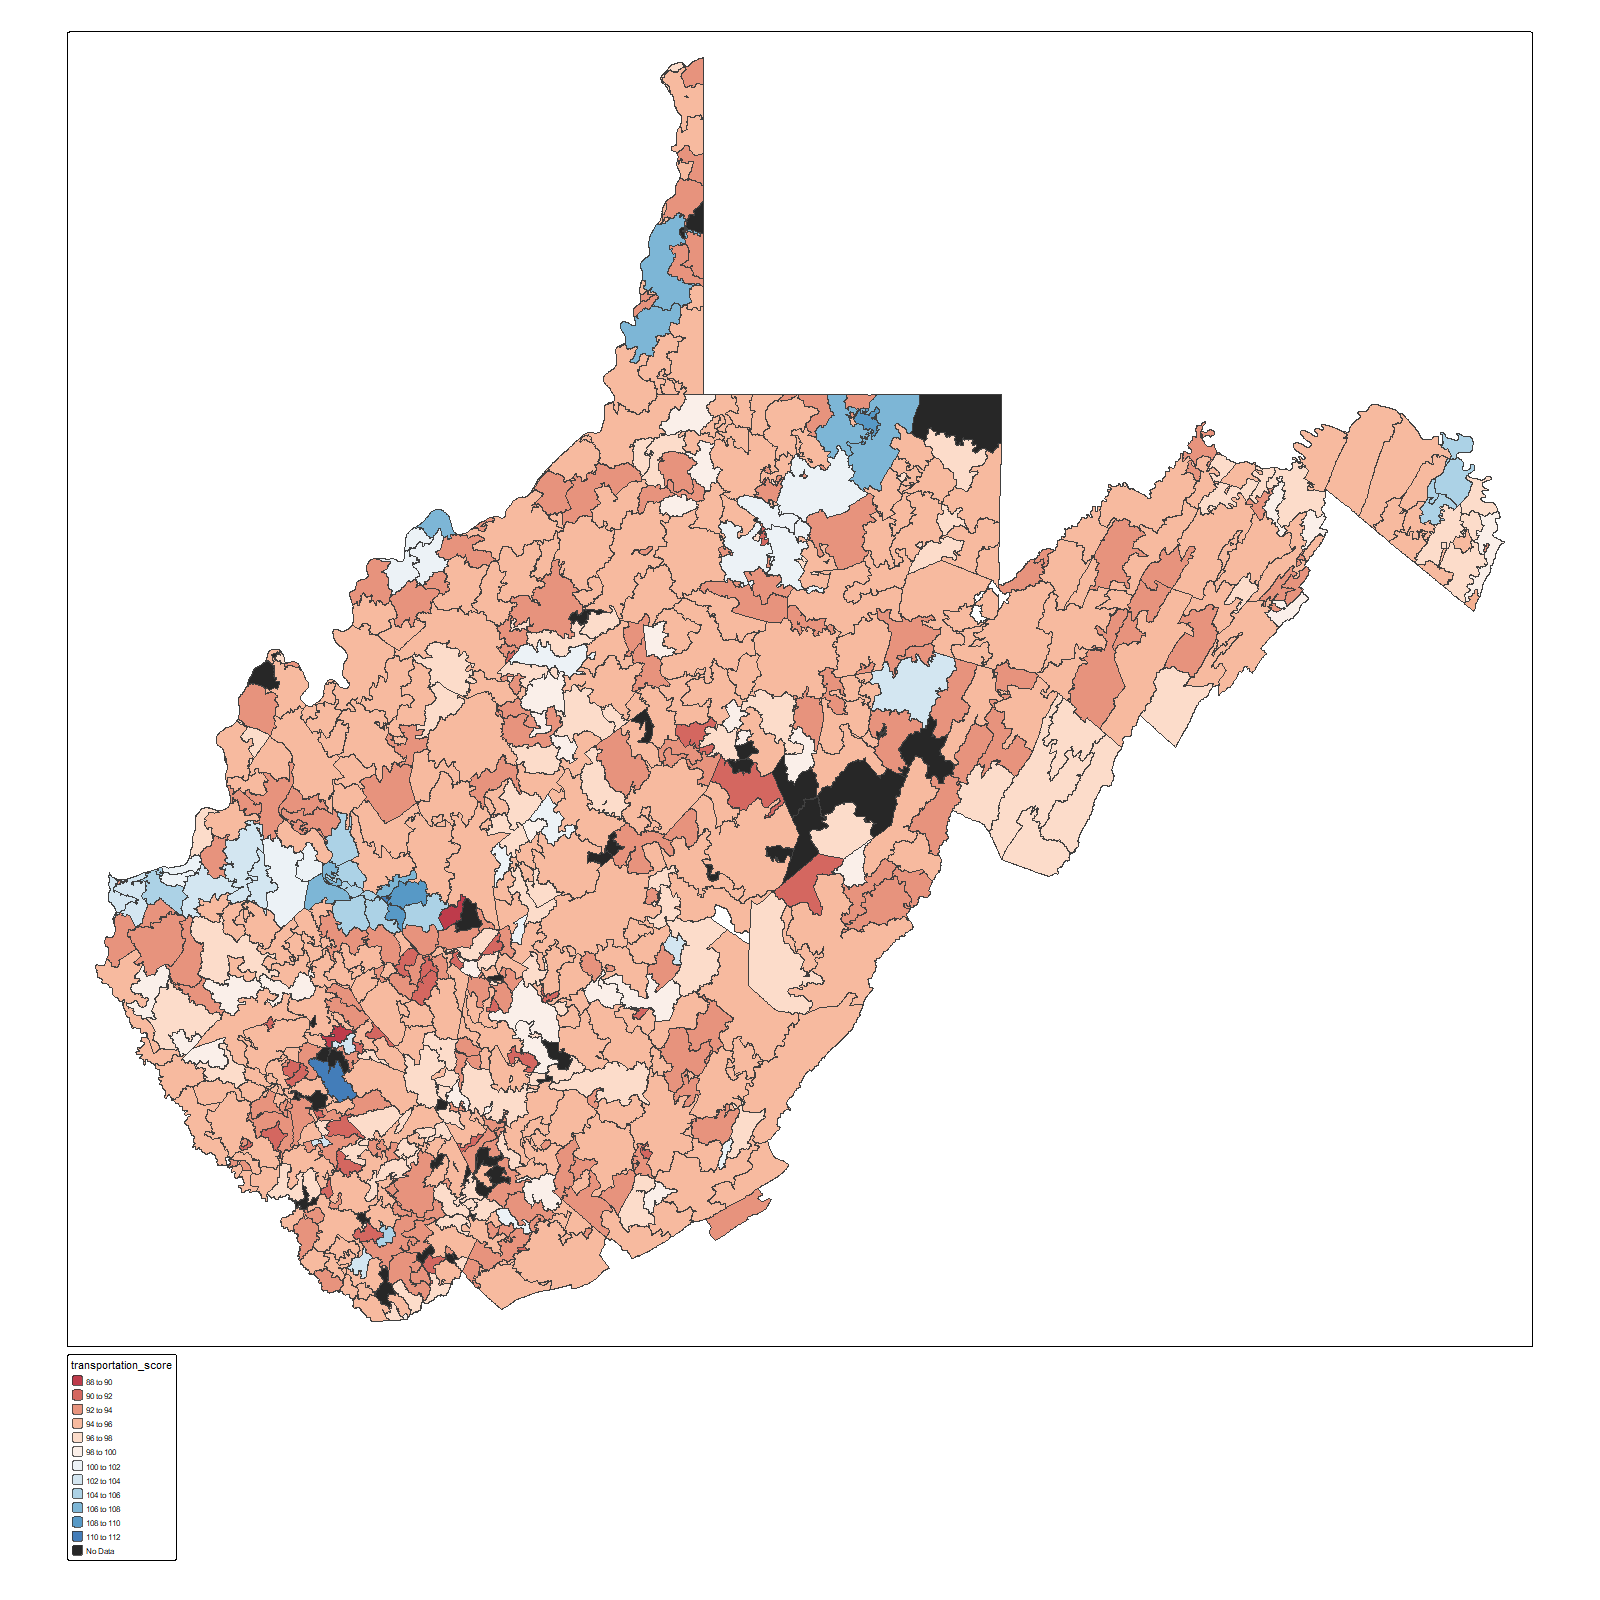 transportation_score
88 to 90
90 to 92
92 to 94
94 to 96
96 to 98
98 to 100
100 to 102
102 to 104
104 to 106
106 to 108
108 to 110
110 to 112
No Data